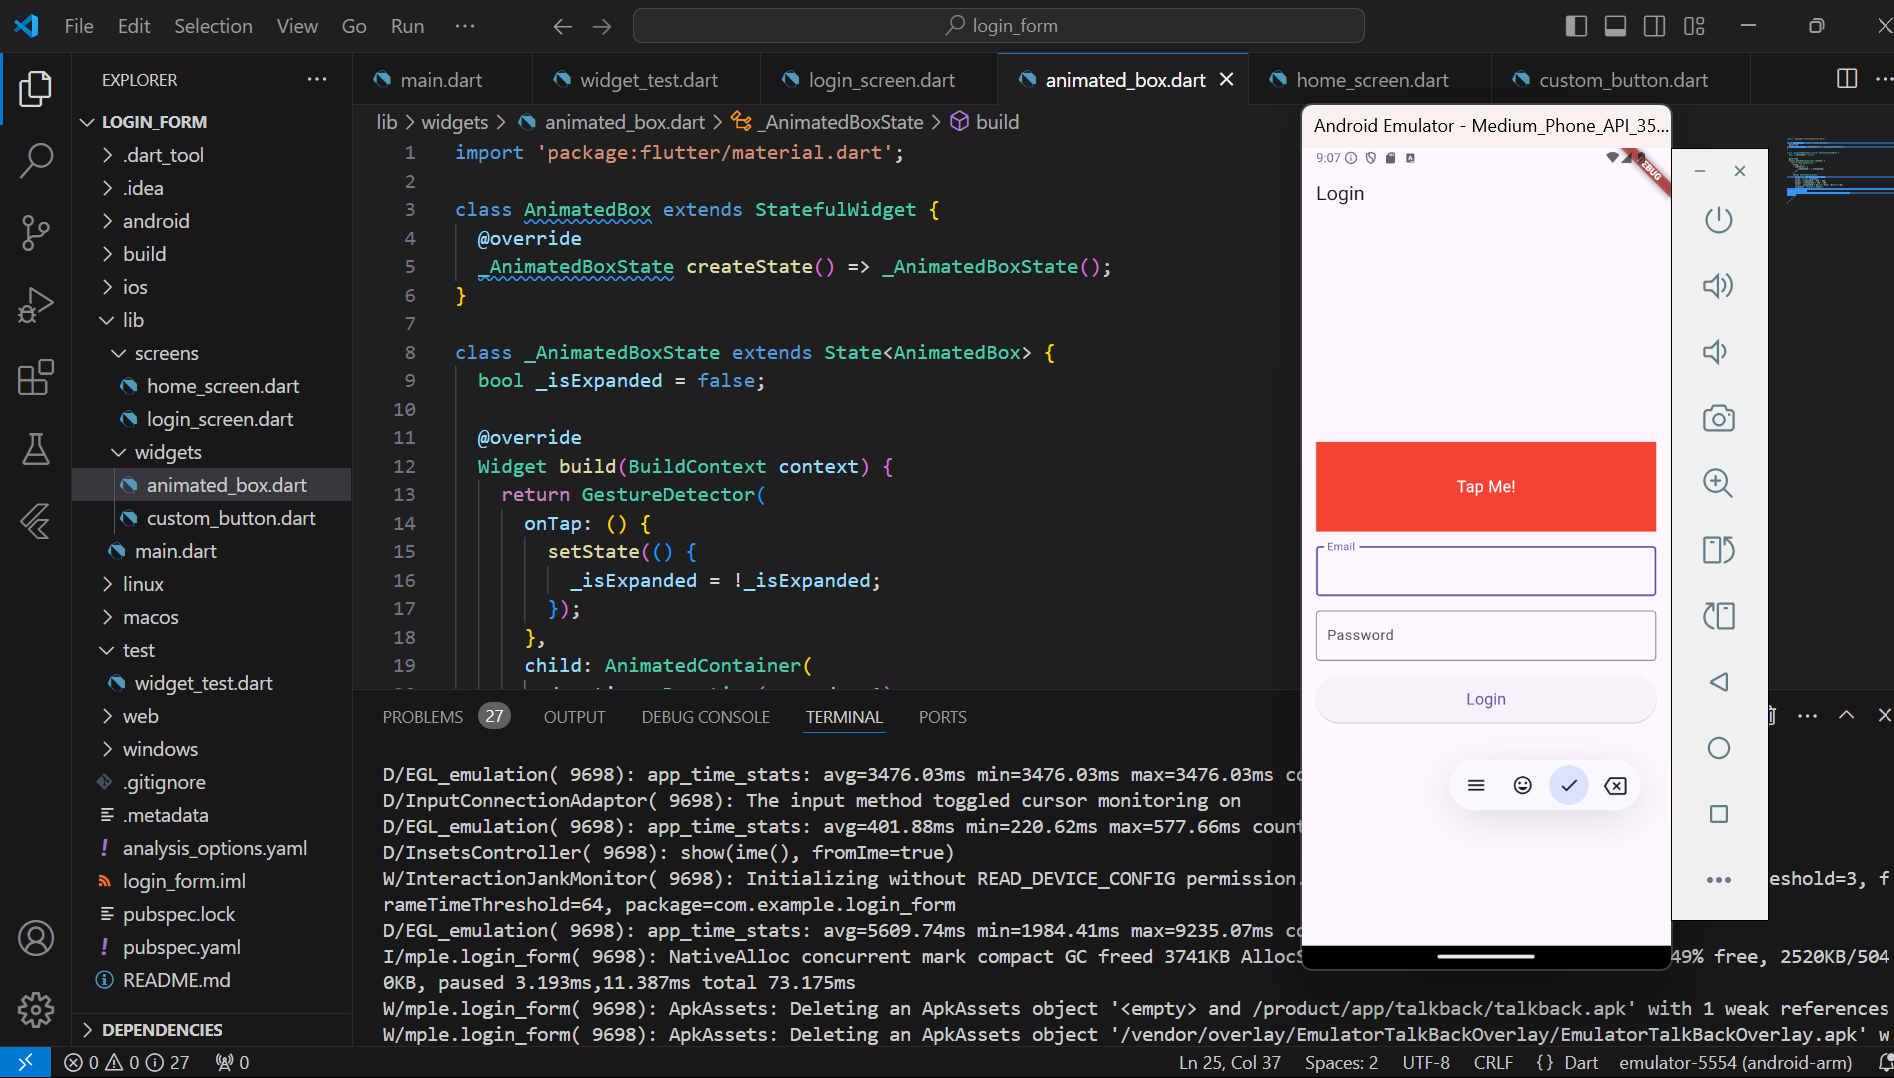 File Edit Selection View Go Run ···
login_form
EXPLORER
main.dart
widget_test.dart
login_screen.dart
animated_box.dart
home_screen.dart
custom_button.dart
LOGIN_FORM
.dart_tool
.idea
android
build
ios
lib
screens
home_screen.dart
login_screen.dart
widgets
animated_box.dart
custom_button.dart
main.dart
linux
macos
test
widget_test.dart
web
windows
.gitignore
.metadata
analysis_options.yaml
login_form.iml
pubspec.lock
pubspec.yaml
README.md
DEPENDENCIES
lib > widgets > animated_box.dart > _AnimatedBoxState > build
1 import 'package:flutter/material.dart';
2
3 class AnimatedBox extends StatefulWidget {
4 @override
5 _AnimatedBoxState createState() => _AnimatedBoxState();
6 }
7
8 class _AnimatedBoxState extends State<AnimatedBox> {
9 bool _isExpanded = false;
10
11 @override
12 Widget build(BuildContext context) {
13 return GestureDetector(
14 onTap: () {
15 setState(() {
16 _isExpanded = !_isExpanded;
17 });
18 },
19 child: AnimatedContainer(
PROBLEMS 27 OUTPUT DEBUG CONSOLE TERMINAL PORTS
D/EGL_emulation( 9698): app_time_stats: avg=3476.03ms min=3476.03ms max=3476.03ms
D/InputConnectionAdaptor( 9698): The input method toggled cursor monitoring on
D/EGL_emulation( 9698): app_time_stats: avg=401.88ms min=220.62ms max=577.66ms count
D/InsetsController( 9698): show(ime(), fromIme=true)
W/InteractionJankMonitor( 9698): Initializing without READ_DEVICE_CONFIG permission. eshold=3, f
rameTimeThreshold=64, package=com.example.login_form
D/EGL_emulation( 9698): app_time_stats: avg=5609.74ms min=1984.41ms max=9235.07ms
I/mple.login_form( 9698): NativeAlloc concurrent mark compact GC freed 3741KB 49% free, 2520KB/504
0KB, paused 3.193ms,11.387ms total 73.175ms
W/mple.login_form( 9698): ApkAssets: Deleting an ApkAssets object '<empty> and /product/app/talkback/talkback.apk' with 1 weak references
W/mple.login_form( 9698): ApkAssets: Deleting an ApkAssets object '/vendor/overlay/EmulatorTalkBackOverlay/EmulatorTalkBackOverlay.apk' w
Android Emulator - Medium_Phone_API_35...
9:07
Login
Tap Me!
Email
Password
Login
0 0 27 0
Ln 25, Col 37 Spaces: 2 UTF-8 CRLF {} Dart emulator-5554 (android-arm)